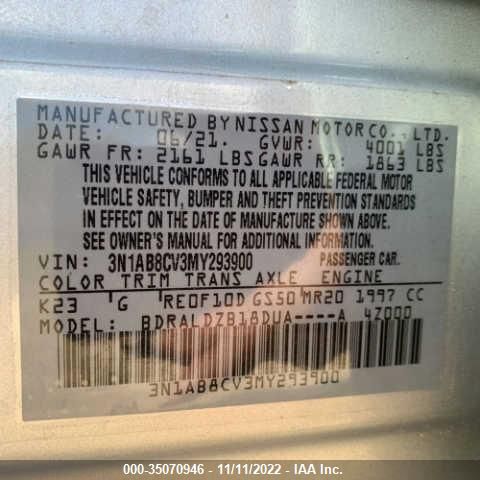 MANUFACTURED BY NISSAN MOTOR CO., LTD.
DATE: 06/21. GVWR: 4001 LBS
GAWR FR: 2161 LBS GAWR RR: 1863 LBS
THIS VEHICLE CONFORMS TO ALL APPLICABLE FEDERAL MOTOR
VEHICLE SAFETY, BUMPER AND THEFT PREVENTION STANDARDS
IN EFFECT ON THE DATE OF MANUFACTURE SHOWN ABOVE.
SEE OWNER'S MANUAL FOR ADDITIONAL INFORMATION.
VIN: 3N1AB8CV3MY293900 PASSENGER CAR.
COLOR TRIM TRANS AXLE ENGINE
K23 'G 'RE0F10D GS50'MR20 1997 CC
MODEL: BDRALDZB18DUA----A 4Z000
3N1AB8CV3MY293900
000-35070946 - 11/11/2022 - IAA Inc.